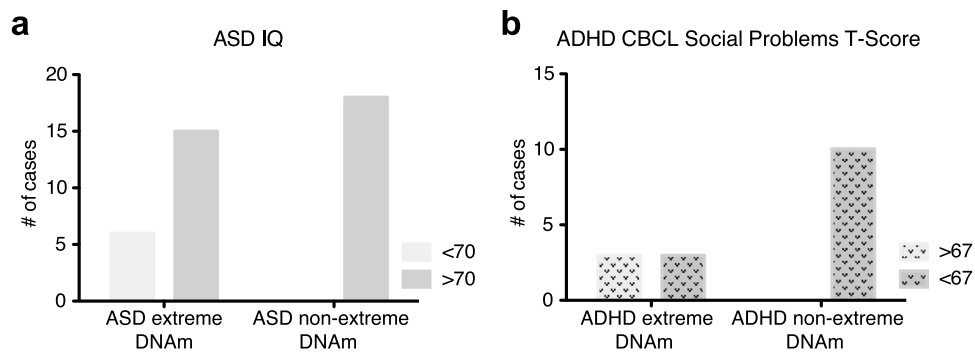 a
ASD IQ
# of cases
20
15
10
5
0
<70
>70
ASD extreme
DNAm
ASD non-extreme
DNAm
b
ADHD CBCL Social Problems T-Score
# of cases
15
10
5
0
>67
<67
ADHD extreme
DNAm
ADHD non-extreme
DNAm